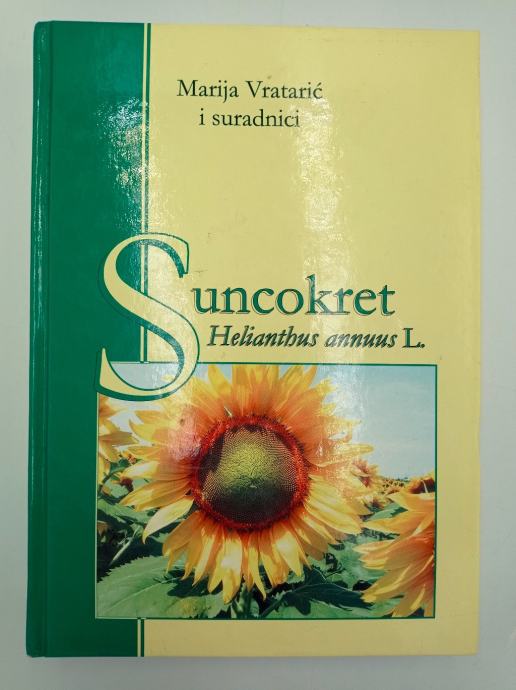 Marija Vratarić
i suradnici
Suncokret
Helianthus annuus L.